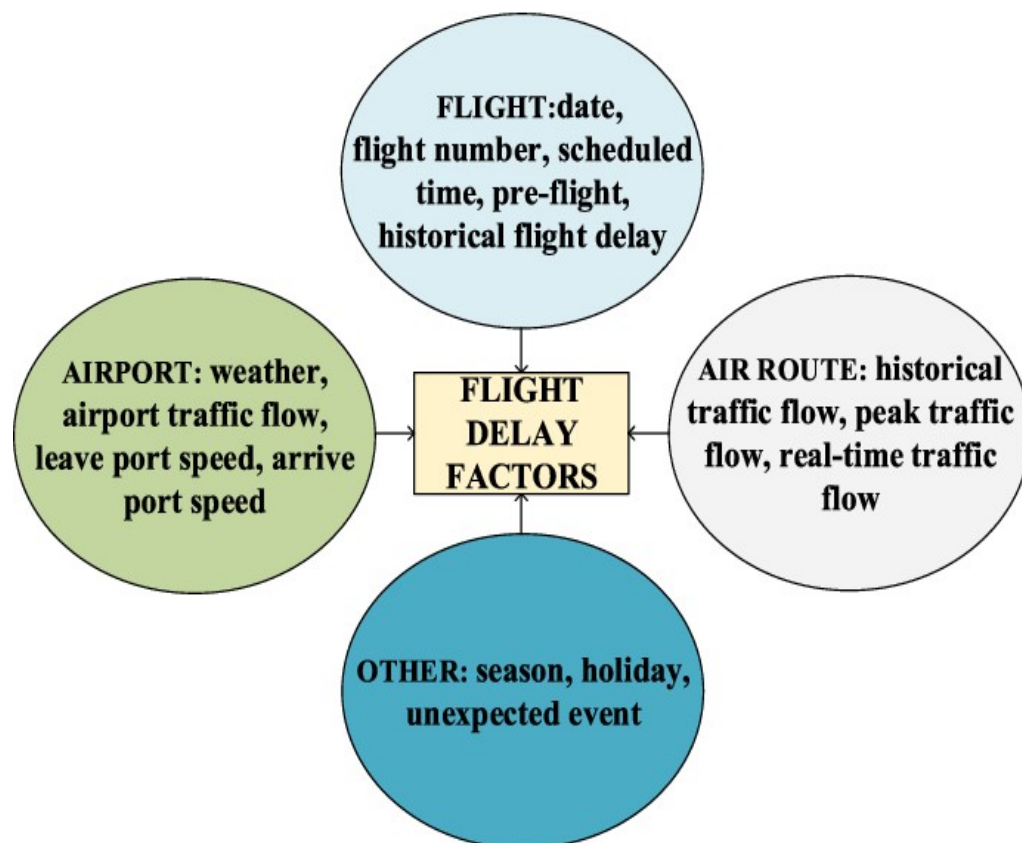 FLIGHT:date,
flight number, scheduled
time, pre-flight,
historical flight delay
AIRPORT: weather,
airport traffic flow,
leave port speed, arrive
port speed
FLIGHT
DELAY
FACTORS
AIR ROUTE: historical
traffic flow, peak traffic
flow, real-time traffic
flow
OTHER: season, holiday,
unexpected event